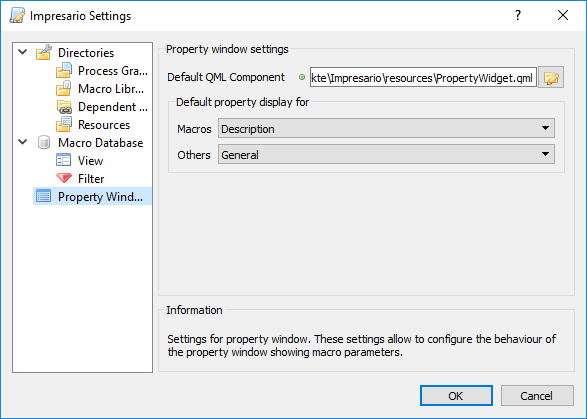 Impresario Settings
Directories
Process Gra...
Macro Libr...
Dependent ...
Resources
Macro Database
View
Filter
Property Wind...
Property window settings
Default QML Component
kte\Impresario\resources\PropertyWidget.qml
Default property display for
Macros Description
Others General
Information
Settings for property window. These settings allow to configure the behaviour of
the property window showing macro parameters.
OK Cancel